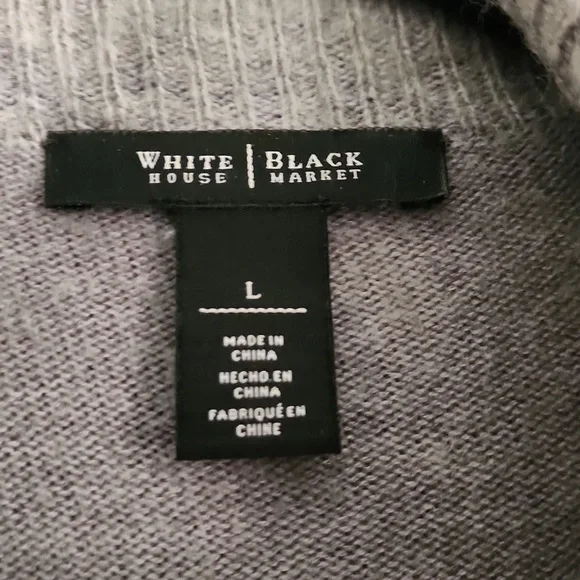 WHITE | BLACK
HOUSE | MARKET
L
MADE IN
CHINA
HECHO EN
CHINA
FABRIQUÉ EN
CHINE